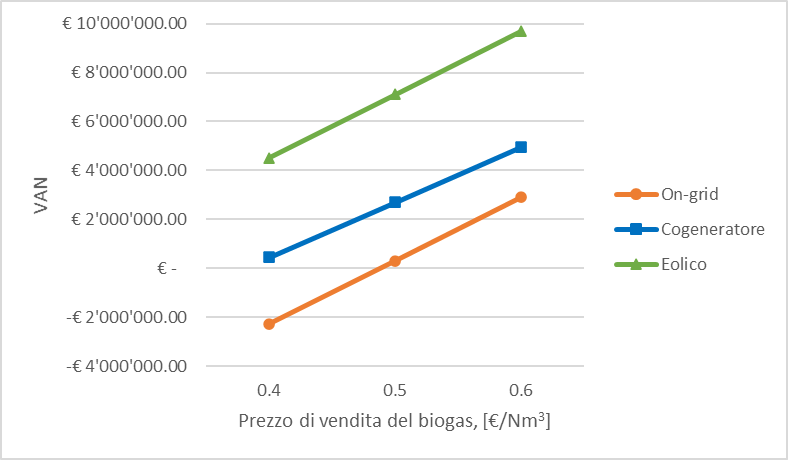 € 10'000'000.00
€ 8'000'000.00
€ 6'000'000.00
€ 4'000'000.00
€ 2'000'000.00
€ -
-€ 2'000'000.00
-€ 4'000'000.00
VAN
0.4 0.5 0.6
Prezzo di vendita del biogas, [€/Nm³]
On-grid
Cogeneratore
Eolico